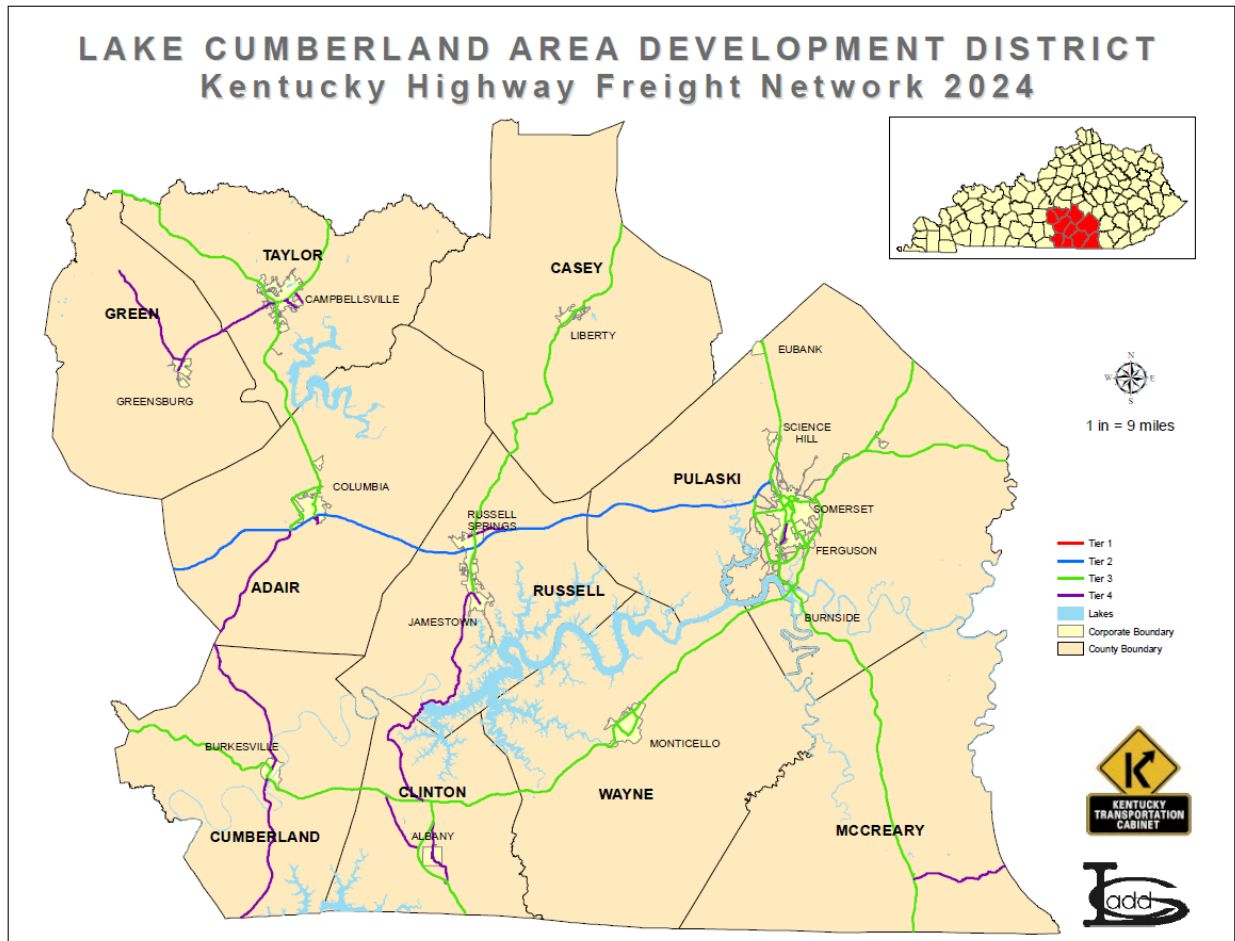 LAKE CUMBERLAND AREA DEVELOPMENT DISTRICT
Kentucky Highway Freight Network 2024
TAYLOR
CASEY
CAMPBELLSVILLE
GREEN
LIBERTY
EUBANK
N
W E
S
GREENSBURG
1 in = 9 miles
SCIENCE
HILL
COLUMBIA
PULASKI
RUSSELL
SPRINGS
SOMERSET
Tier 1
FERGUSON
Tier 2
Tier 3
ADAIR
RUSSELL
Tier 4
Lakes
JAMESTOWN
BURNSIDE
Corporate Boundary
County Boundary
BURKESVILLE
MONTICELLO
CLINTON
WAYNE
K
KENTUCKY
TRANSPORTATION
CABINET
CUMBERLAND
ALBANY
MCCREARY
LC
add